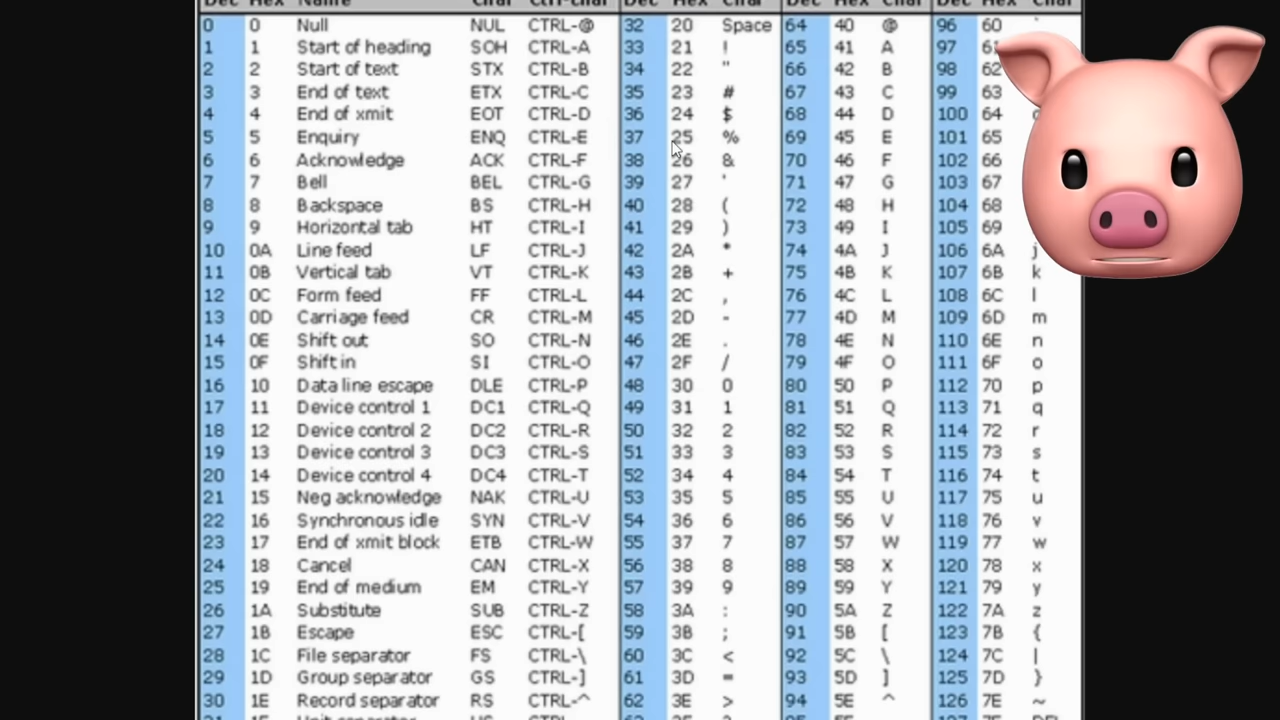 Dec Hex Name Char Ctrl-char Dec Hex Char Dec Hex Char Dec Hex Char
0 0 Null NUL CTRL-@ 32 20 Space 64 40 @ 96 60 `
1 1 Start of heading SOH CTRL-A 33 21 ! 65 41 A 97 61
2 2 Start of text STX CTRL-B 34 22 " 66 42 B 98 62
3 3 End of text ETX CTRL-C 35 23 # 67 43 C 99 63
4 4 End of xmit EOT CTRL-D 36 24 $ 68 44 D 100 64
5 5 Enquiry ENQ CTRL-E 37 25 % 69 45 E 101 65
6 6 Acknowledge ACK CTRL-F 38 26 & 70 46 F 102 66
7 7 Bell BEL CTRL-G 39 27 ' 71 47 G 103 67
8 8 Backspace BS CTRL-H 40 28 ( 72 48 H 104 68
9 9 Horizontal tab HT CTRL-I 41 29 ) 73 49 I 105 69
10 0A Line feed LF CTRL-J 42 2A * 74 4A J 106 6A j
11 0B Vertical tab VT CTRL-K 43 2B + 75 4B K 107 6B k
12 0C Form feed FF CTRL-L 44 2C , 76 4C L 108 6C l
13 0D Carriage feed CR CTRL-M 45 2D - 77 4D M 109 6D m
14 0E Shift out SO CTRL-N 46 2E . 78 4E N 110 6E n
15 0F Shift in SI CTRL-O 47 2F / 79 4F O 111 6F o
16 10 Data line escape DLE CTRL-P 48 30 0 80 50 P 112 70 p
17 11 Device control 1 DC1 CTRL-Q 49 31 1 81 51 Q 113 71 q
18 12 Device control 2 DC2 CTRL-R 50 32 2 82 52 R 114 72 r
19 13 Device control 3 DC3 CTRL-S 51 33 3 83 53 S 115 73 s
20 14 Device control 4 DC4 CTRL-T 52 34 4 84 54 T 116 74 t
21 15 Neg acknowledge NAK CTRL-U 53 35 5 85 55 U 117 75 u
22 16 Synchronous idle SYN CTRL-V 54 36 6 86 56 V 118 76 v
23 17 End of xmit block ETB CTRL-W 55 37 7 87 57 W 119 77 w
24 18 Cancel CAN CTRL-X 56 38 8 88 58 X 120 78 x
25 19 End of medium EM CTRL-Y 57 39 9 89 59 Y 121 79 y
26 1A Substitute SUB CTRL-Z 58 3A : 90 5A Z 122 7A z
27 1B Escape ESC CTRL-[ 59 3B ; 91 5B [ 123 7B {
28 1C File separator FS CTRL-\ 60 3C < 92 5C \ 124 7C |
29 1D Group separator GS CTRL-] 61 3D = 93 5D ] 125 7D }
30 1E Record separator RS CTRL-^ 62 3E > 94 5E ^ 126 7E ~